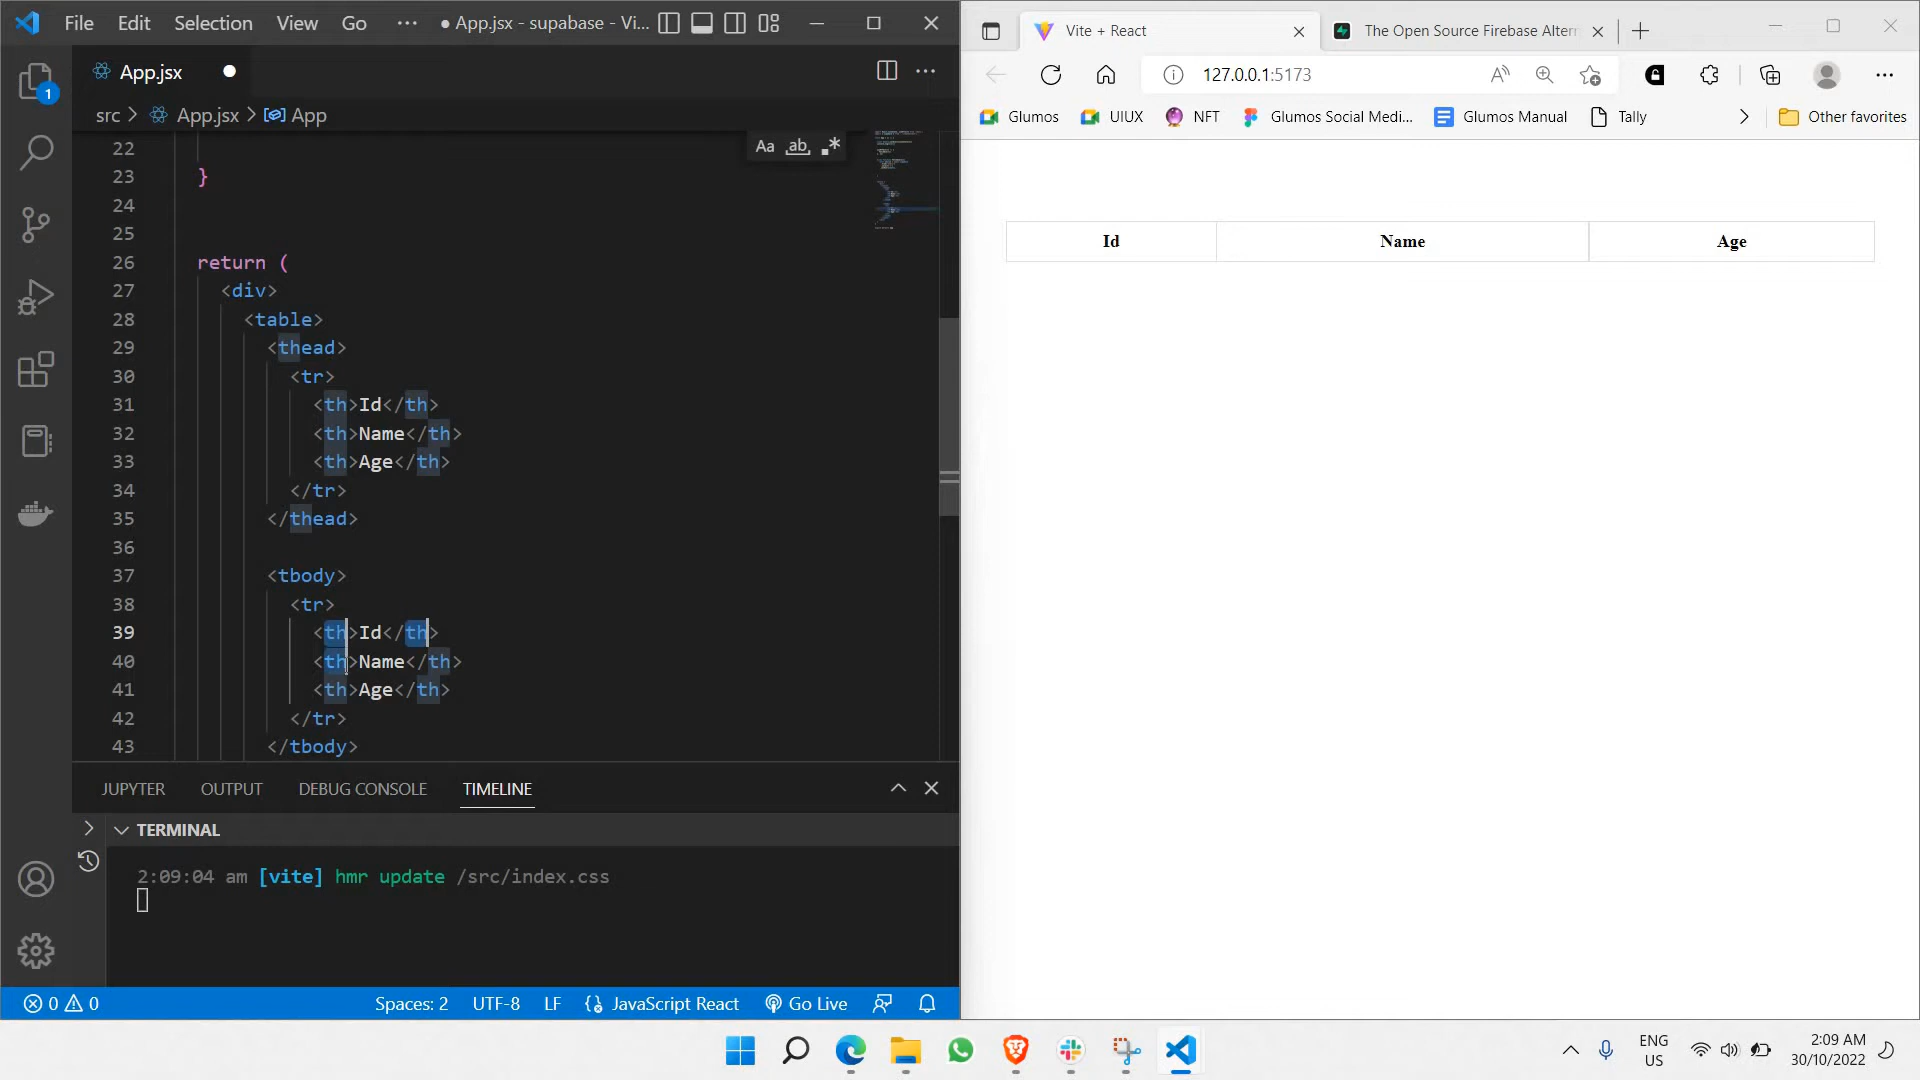 File Edit Selection View Go ··· ● App.jsx - supabase - Vi...
App.jsx ●
src > App.jsx > App
Aa ab .*
22
23 }
24
25
26 return (
27 <div>
28 <table>
29 <thead>
30 <tr>
31 <th>Id</th>
32 <th>Name</th>
33 <th>Age</th>
34 </tr>
35 </thead>
36
37 <tbody>
38 <tr>
39 <th>Id</th>
40 <th>Name</th>
41 <th>Age</th>
42 </tr>
43 </tbody>
JUPYTER OUTPUT DEBUG CONSOLE TIMELINE
TERMINAL
2:09:04 am [vite] hmr update /src/index.css
1
0 0 Spaces: 2 UTF-8 LF JavaScript React Go Live
Vite + React
The Open Source Firebase Altern
127.0.0.1:5173
Glumos UIUX NFT Glumos Social Medi... Glumos Manual Tally Other favorites
Id Name Age
ENG
US
2:09 AM
30/10/2022